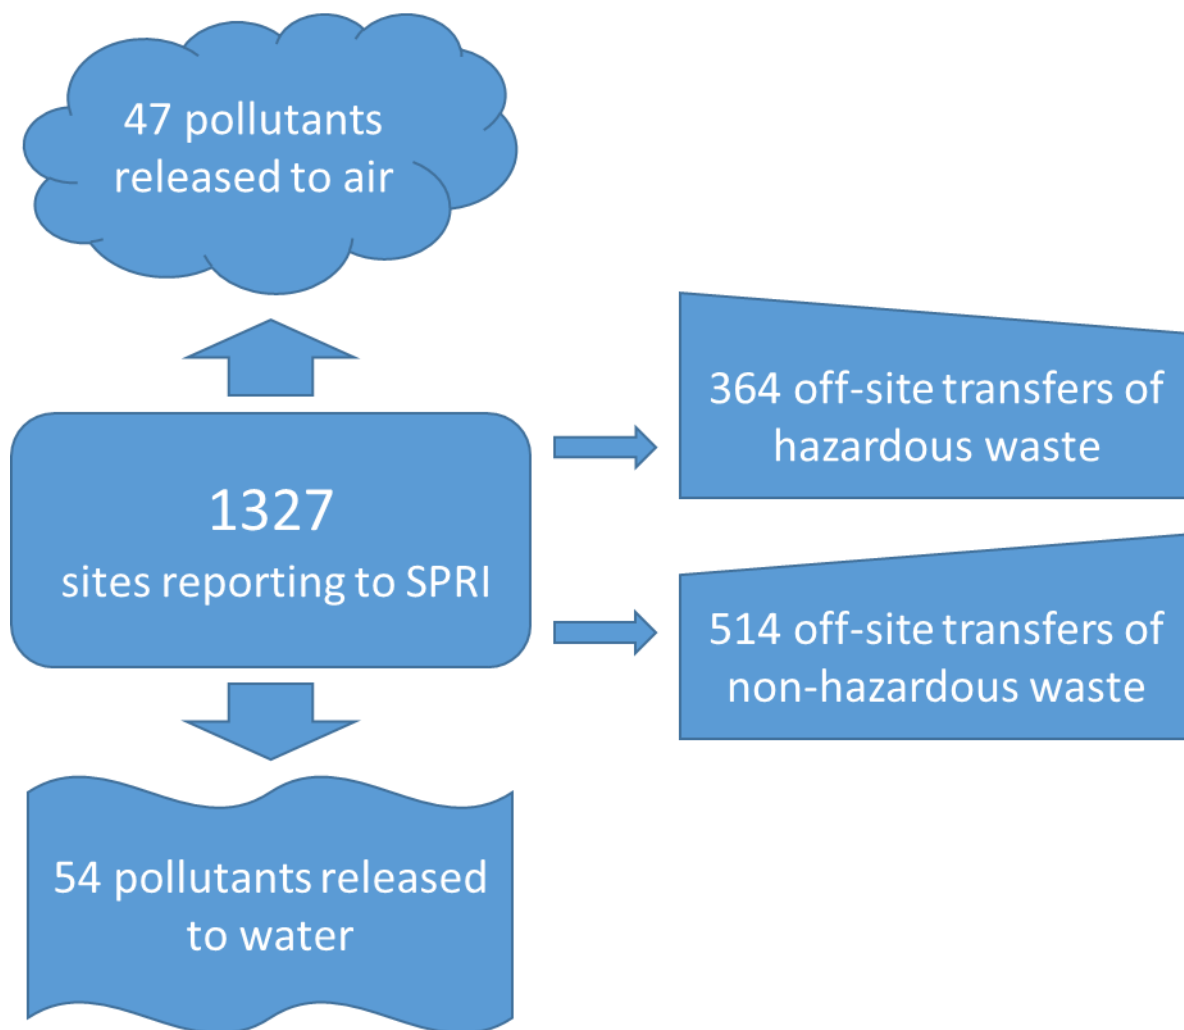 47 pollutants
released to air
364 off-site transfers of
hazardous waste
1327
sites reporting to SPRI
514 off-site transfers of
non-hazardous waste
54 pollutants released
to water